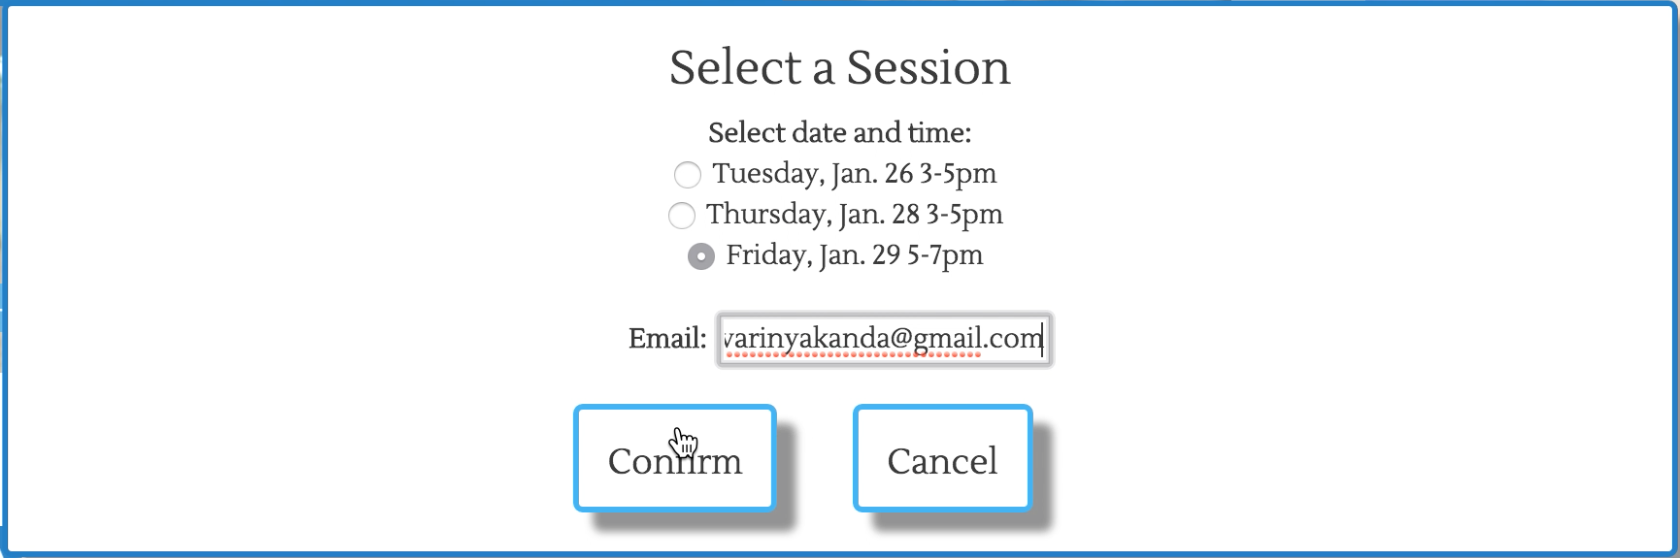 Select a Session
Select date and time:
Tuesday, Jan. 26 3-5pm
Thursday, Jan. 28 3-5pm
Friday, Jan. 29 5-7pm
Email: varinyakanda@gmail.com
Confirm Cancel